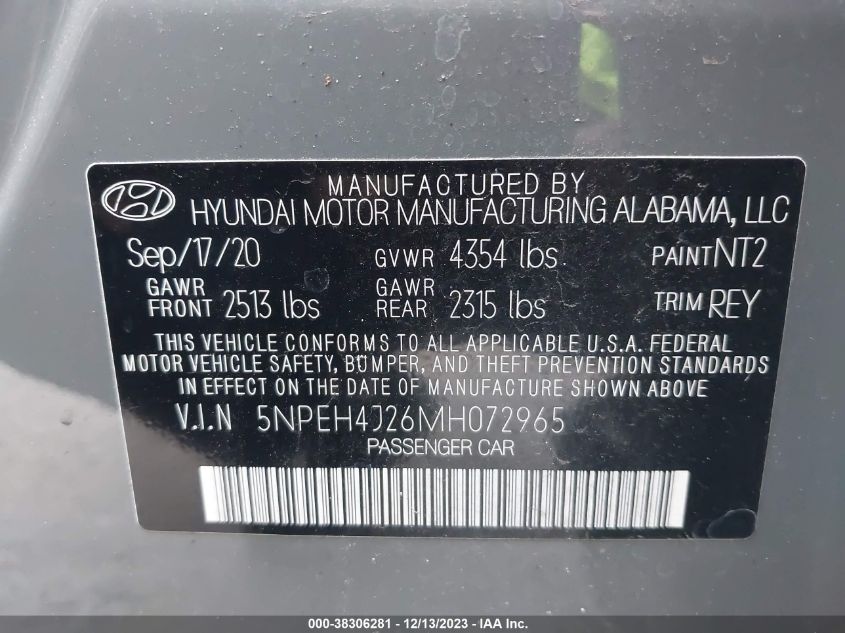 MANUFACTURED BY
HYUNDAI MOTOR MANUFACTURING ALABAMA, LLC
Sep/17/20 GVWR 4354 lbs. PAINT NT2
GAWR FRONT 2513 lbs GAWR REAR 2315 lbs TRIM REY
THIS VEHICLE CONFORMS TO ALL APPLICABLE U.S.A. FEDERAL
MOTOR VEHICLE SAFETY, BUMPER, AND THEFT PREVENTION STANDARDS
IN EFFECT ON THE DATE OF MANUFACTURE SHOWN ABOVE
V.I.N 5NPEH4J26MH072965
PASSENGER CAR
000-38306281 - 12/13/2023 - IAA Inc.